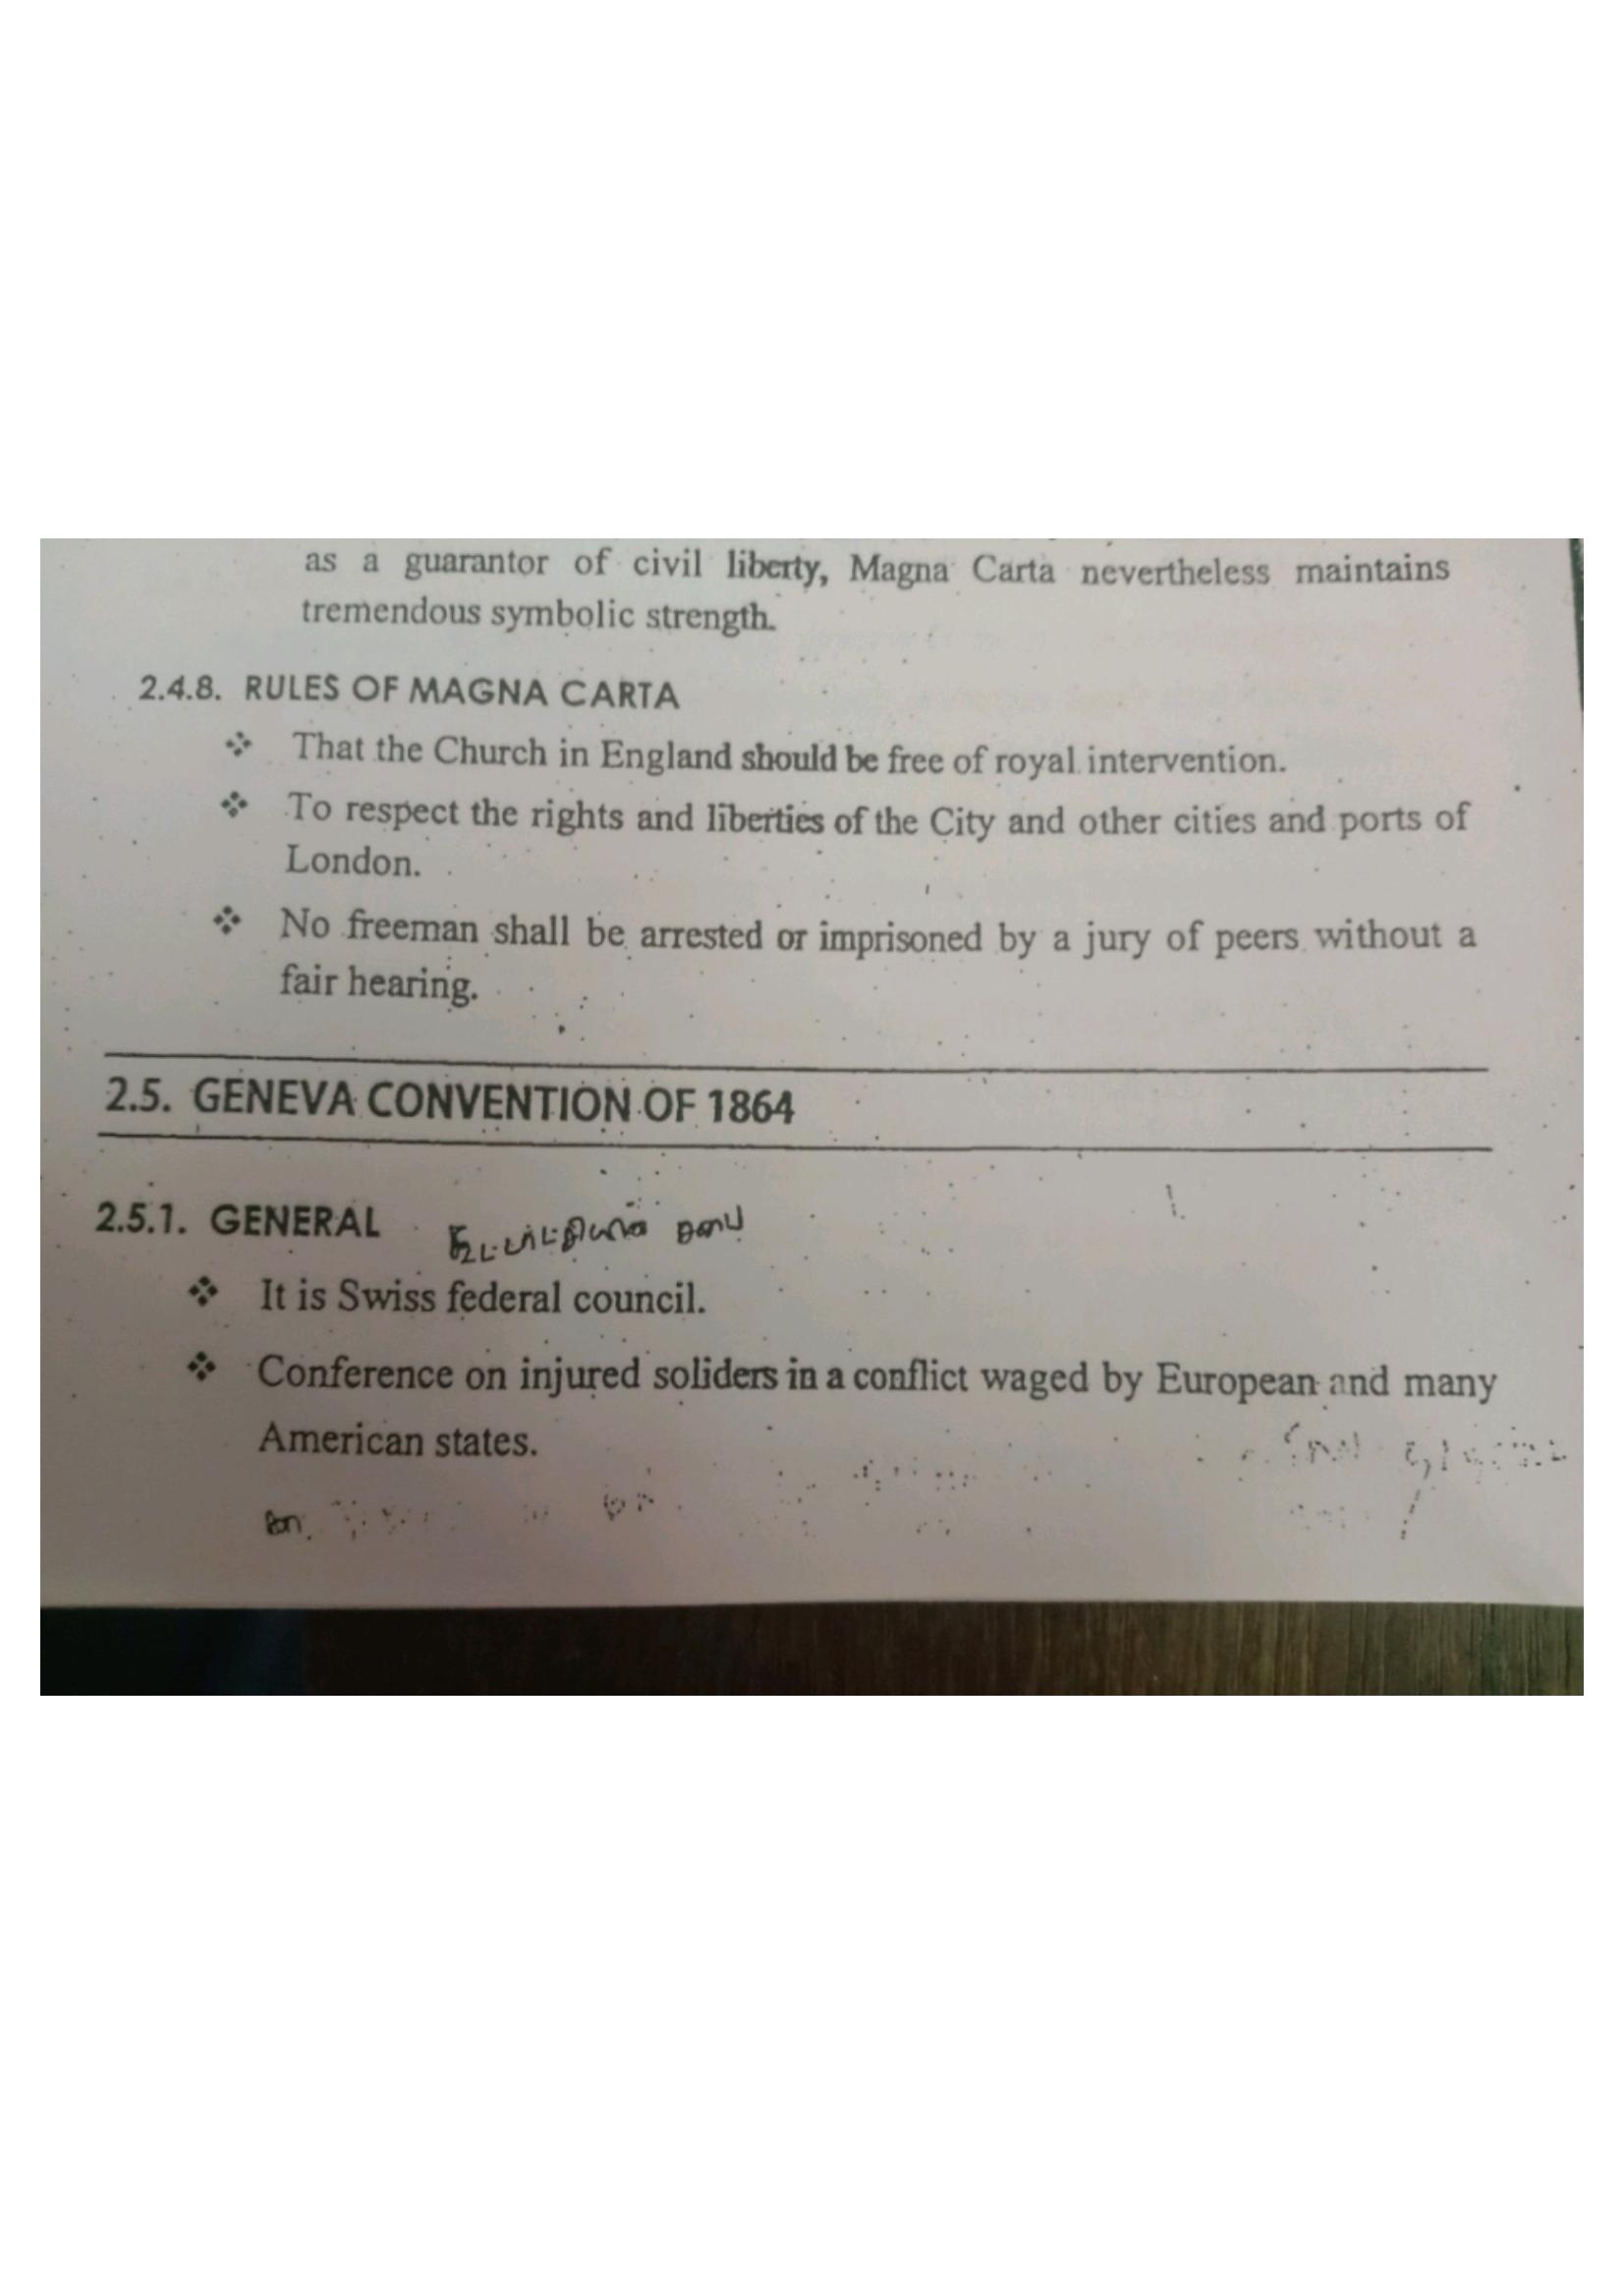 as a guarantor of civil liberty, Magna Carta nevertheless maintains
tremendous symbolic strength.
2.4.8. RULES OF MAGNA CARTA
❖ That the Church in England should be free of royal intervention.
❖ To respect the rights and liberties of the City and other cities and ports of
London.
❖ No freeman shall be arrested or imprisoned by a jury of peers without a
fair hearing.
2.5. GENEVA CONVENTION OF 1864
2.5.1. GENERAL
❖ It is Swiss federal council.
❖ Conference on injured soliders in a conflict waged by European and many
American states.